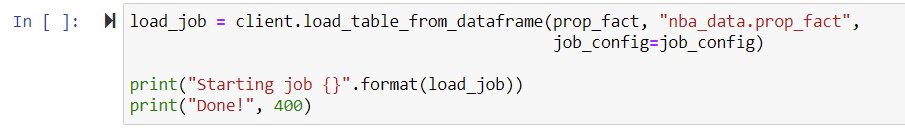 In [ ]: load_job = client.load_table_from_dataframe(prop_fact, "nba_data.prop_fact",
job_config=job_config)
print("Starting job {}".format(load_job))
print("Done!", 400)